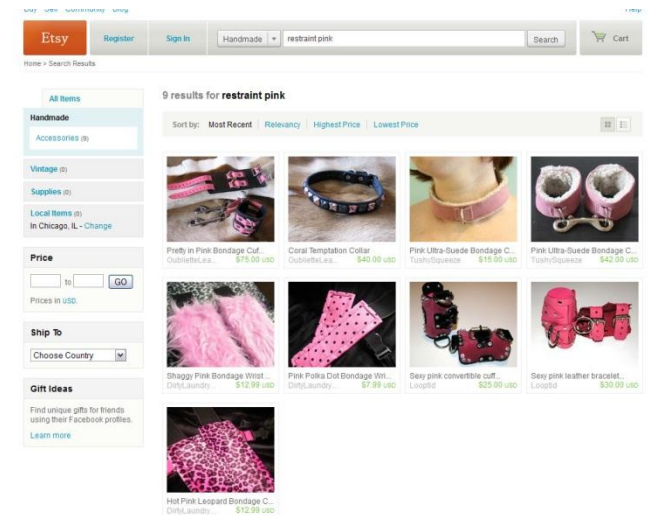 Buy Sell Community Blog
Help
Etsy
Register
Sign In
Handmade
restraint pink
Search
Cart
Home > Search Results
All Items
Handmade
Accessories (9)
Vintage (0)
Supplies (0)
Local Items (0)
In Chicago, IL - Change
Price
to
GO
Prices in USD.
Ship To
Choose Country
Gift Ideas
Find unique gifts for friends
using their Facebook profiles.
Learn more
9 results for restraint pink
Sort by: Most Recent Relevancy Highest Price Lowest Price
Pretty in Pink Bondage Cuf...
OublietteLea... $75.00 USD
Coral Temptation Collar
OublietteLea... $40.00 USD
Pink Ultra-Suede Bondage C...
TushySqueeze $15.00 USD
Pink Ultra-Suede Bondage C...
TushySqueeze $42.00 USD
Shaggy Pink Bondage Wrist ...
DirtyLaundry... $12.99 USD
Pink Polka Dot Bondage Wri...
DirtyLaundry... $7.99 USD
Sexy pink convertible cuff...
Looptid $25.00 USD
Sexy pink leather bracelet...
Looptid $30.00 USD
Hot Pink Leopard Bondage C...
DirtyLaundry... $12.99 USD